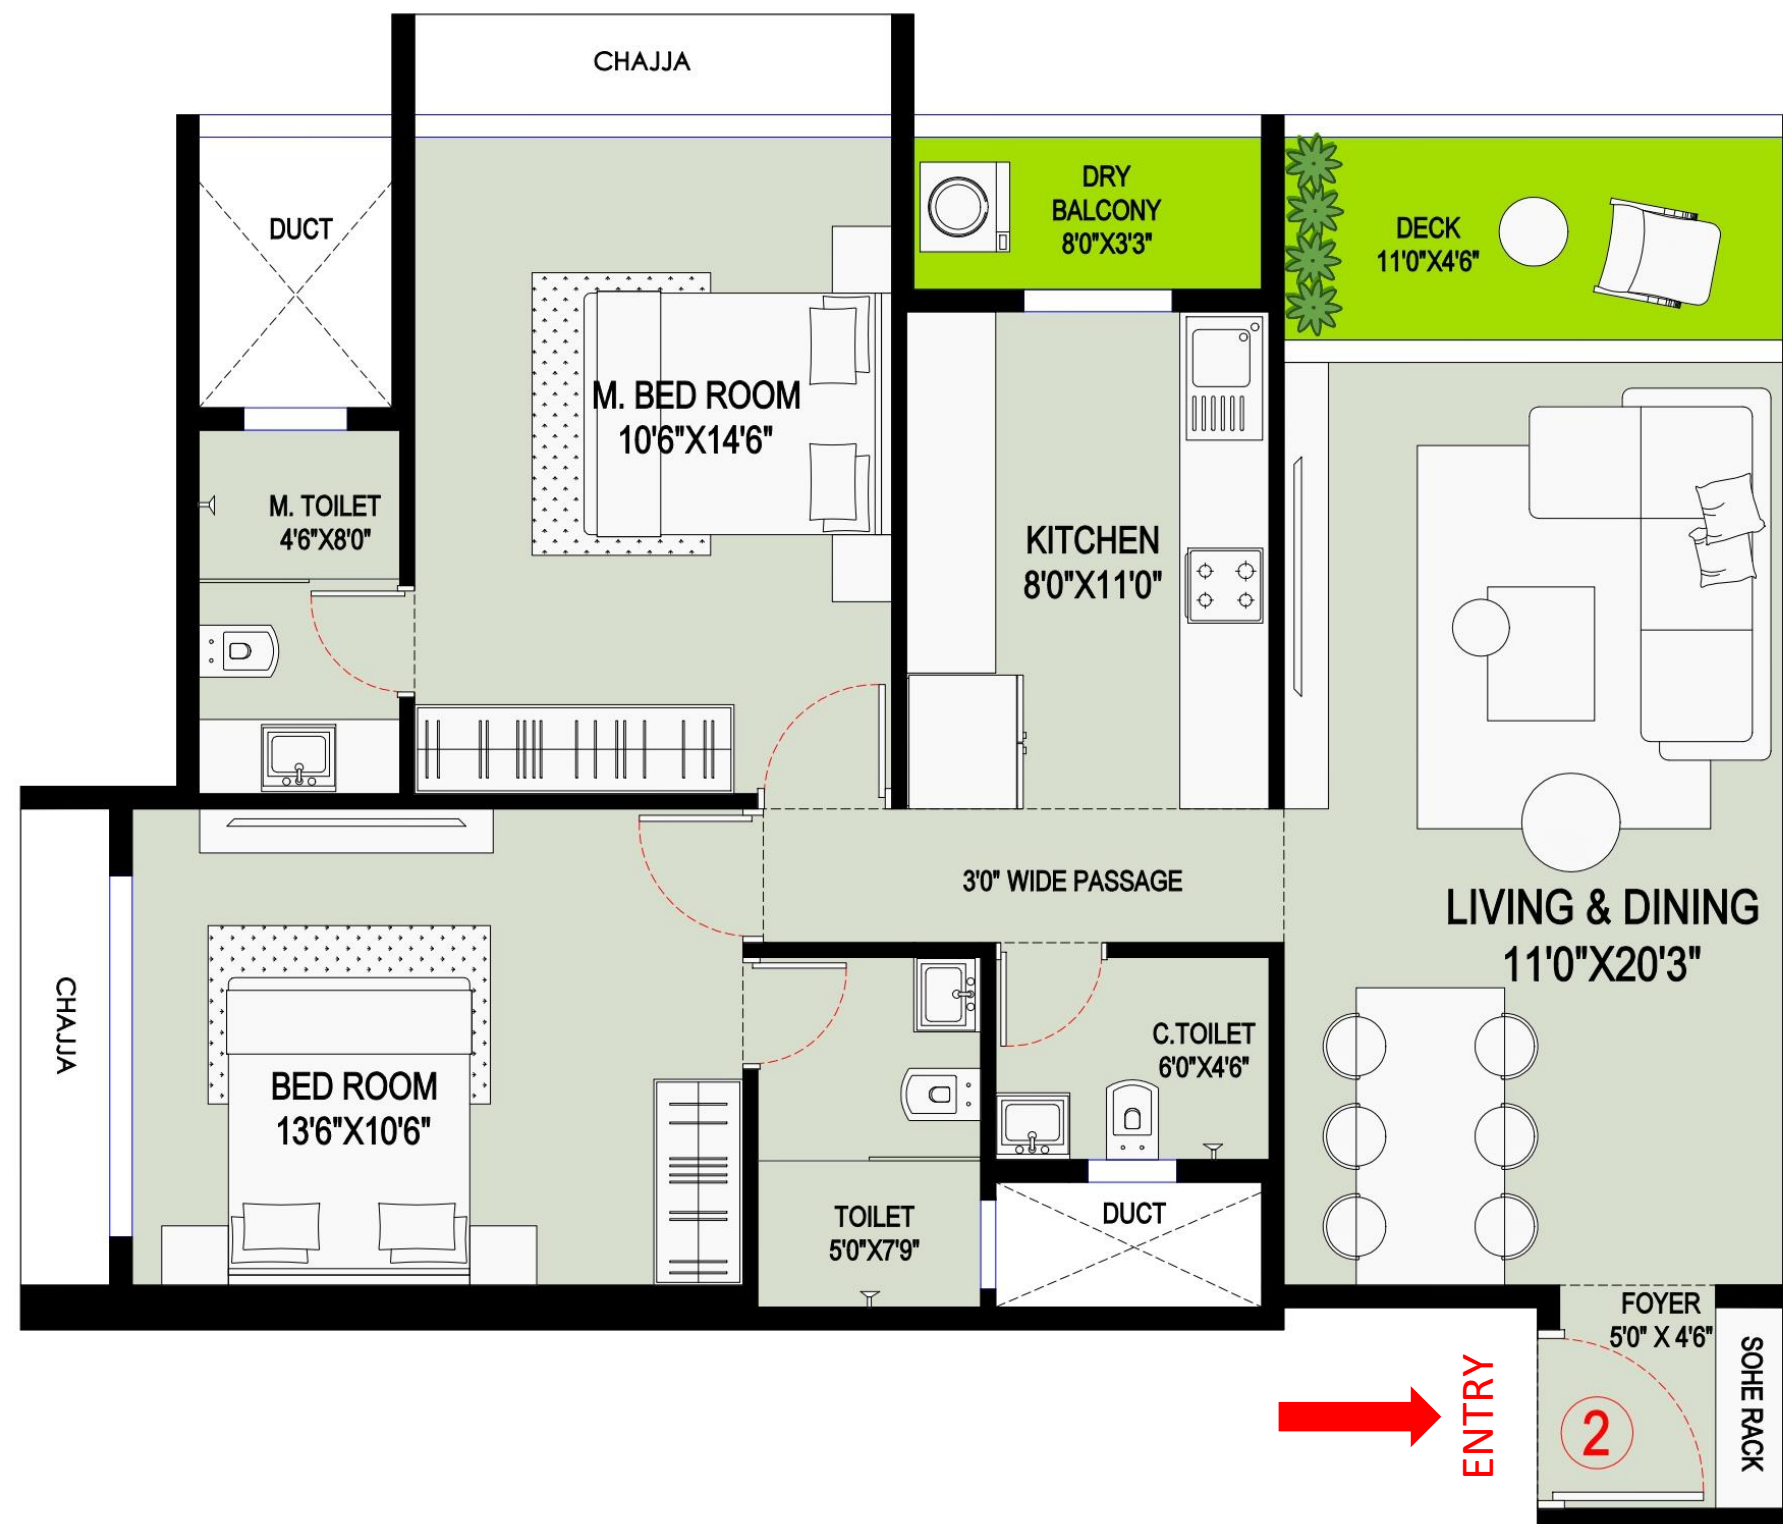 CHAJJA
DUCT
DRY
BALCONY
8'0"X3'3"
DECK
11'0"X4'6"
M. BED ROOM
10'6"X14'6"
M. TOILET
4'6"X8'0"
KITCHEN
8'0"X11'0"
3'0" WIDE PASSAGE
LIVING & DINING
11'0"X20'3"
CHAJJA
BED ROOM
13'6"X10'6"
C.TOILET
6'0"X4'6"
TOILET
5'0"X7'9"
DUCT
FOYER
5'0" X 4'6"
SOHE RACK
ENTRY
2